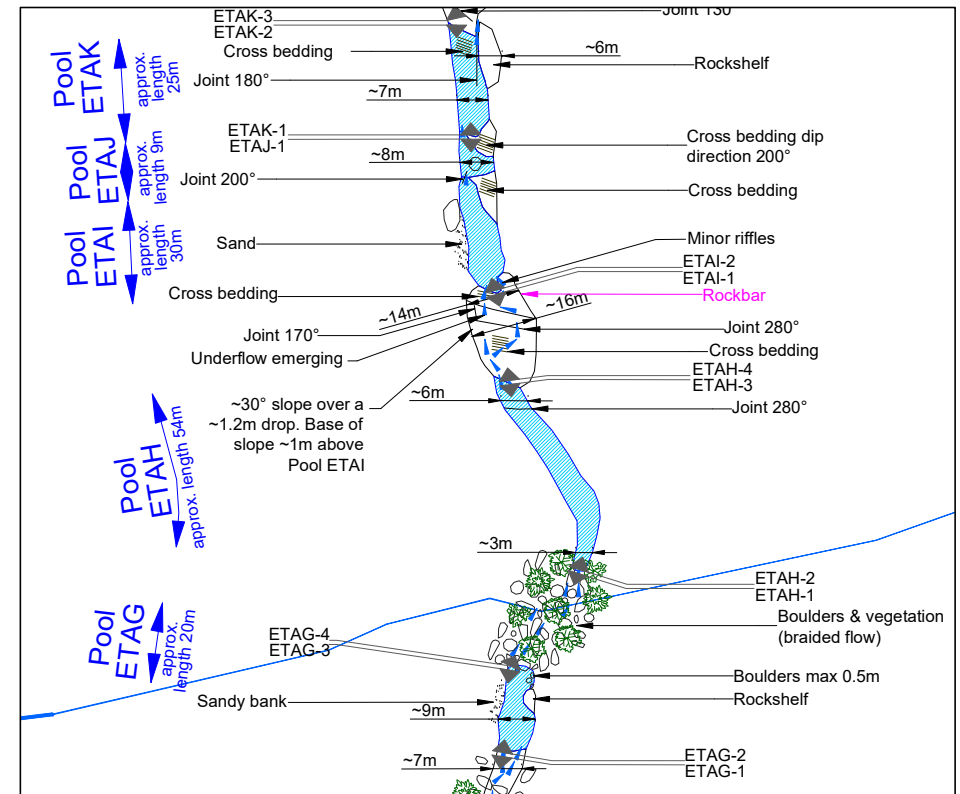 ETAK-3
ETAK-2
Joint 130
Cross bedding
~6m
Rockshelf
Joint 180°
~7m
Pool
ETAK
approx.
length
25m
ETAK-1
ETAJ-1
Cross bedding dip
direction 200°
~8m
Pool
ETAJ
approx.
length 9m
Joint 200°
Cross bedding
Pool
ETAI
approx.
length
30m
Sand
Minor riffles
ETAI-2
ETAI-1
Cross bedding
Rockbar
~14m
~16m
Joint 170°
Joint 280°
Underflow emerging
Cross bedding
ETAH-4
ETAH-3
~6m
Joint 280°
~30° slope over a
~1.2m drop. Base of
slope ~1m above
Pool ETAI
Pool
ETAH
approx. length 54m
~3m
ETAH-2
ETAH-1
Boulders & vegetation
(braided flow)
Pool
ETAG
approx.
length 20m
ETAG-4
ETAG-3
Boulders max 0.5m
Rockshelf
Sandy bank
~9m
ETAG-2
ETAG-1
~7m